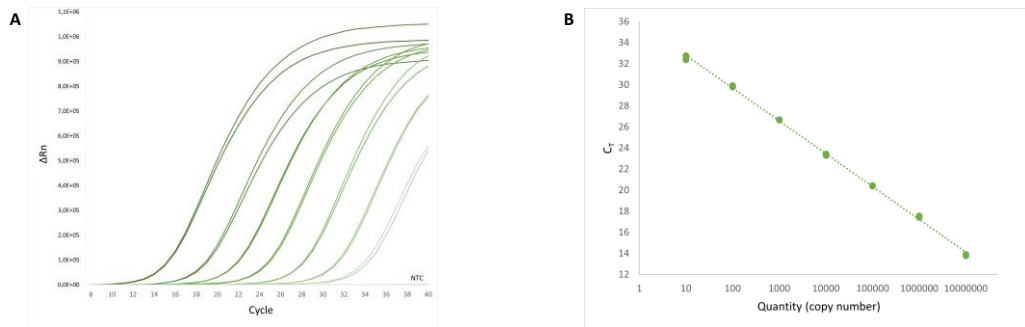 A
1,1E+06
1,0E+06
9,0E+05
8,0E+05
7,0E+05
6,0E+05
5,0E+05
4,0E+05
3,0E+05
2,0E+05
1,0E+05
0,0E+00
ΔRn
NTC
8 10 12 14 16 18 20 22 24 26 28 30 32 34 36 38 40
Cycle
B
36
34
32
30
28
26
24
22
20
18
16
14
12
CT
1 10 100 1000 10000 100000 1000000 10000000
Quantity (copy number)